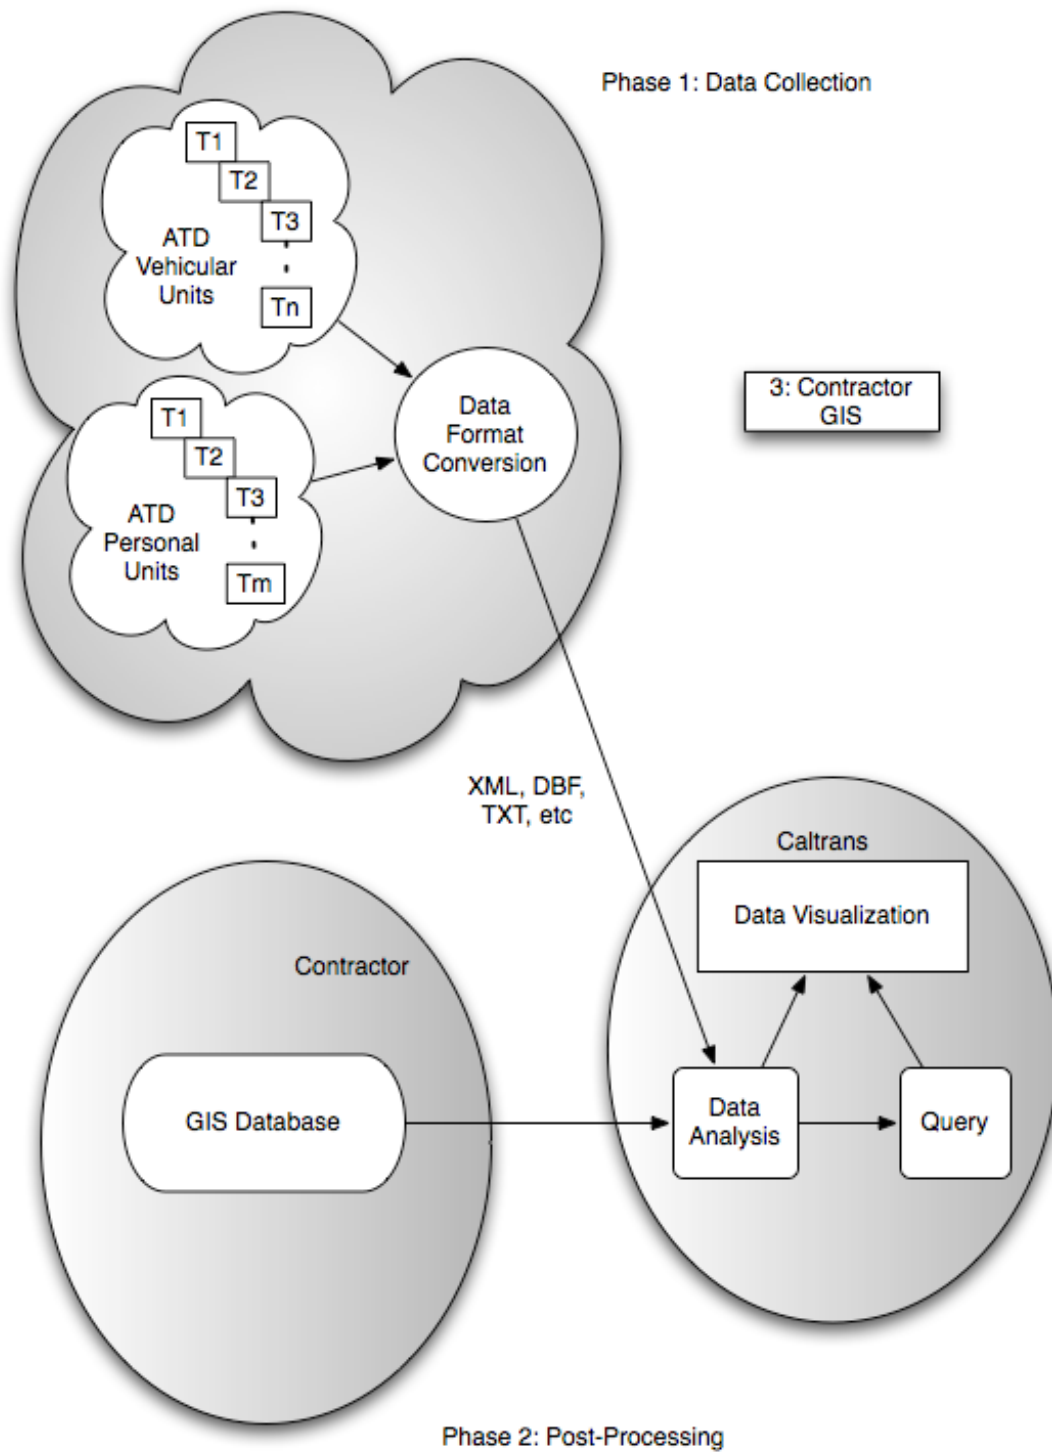 Phase 1: Data Collection
T1
T2
T3
ATD
Vehicular
Units
Tn
T1
T2
T3
ATD
Personal
Units
Tm
Data
Format
Conversion
3: Contractor
GIS
XML, DBF,
TXT, etc
Caltrans
Data Visualization
Contractor
GIS Database
Data
Analysis
Query
Phase 2: Post-Processing